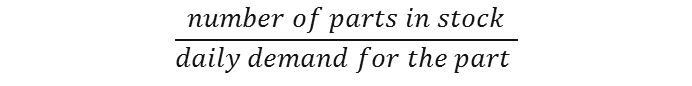 number of parts in stock
daily demand for the part